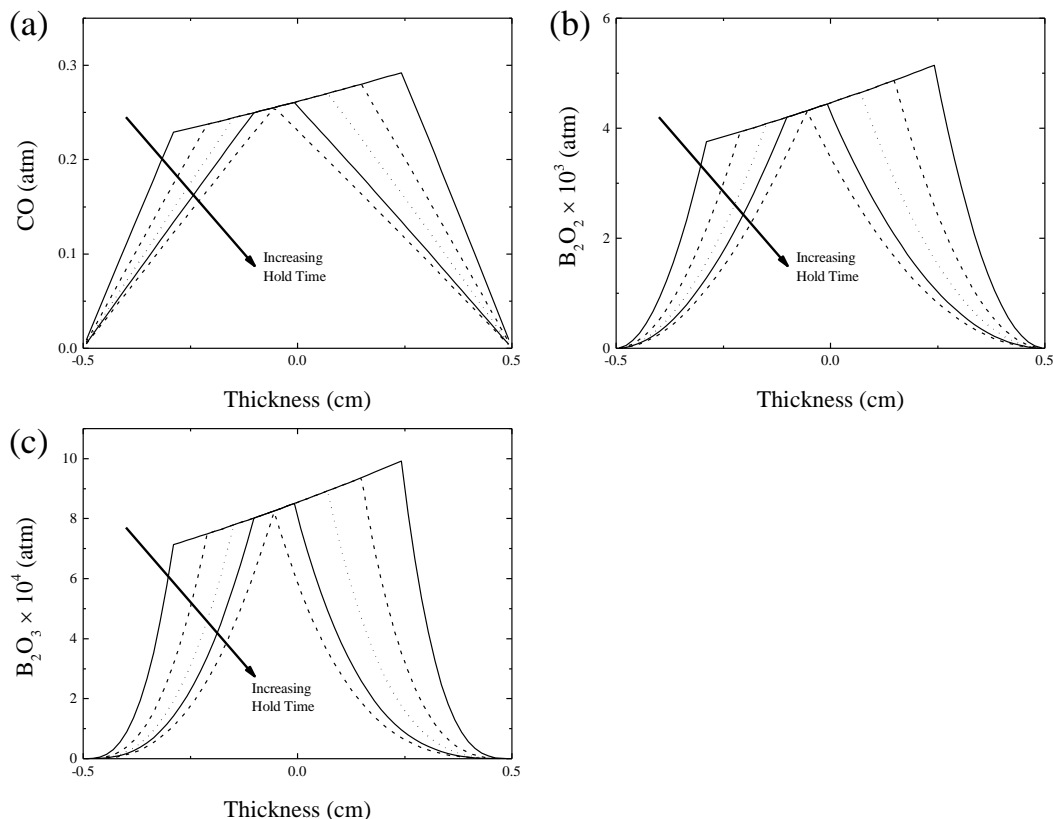 (a)
0.3
0.2
0.1
0.0
CO (atm)
Increasing
Hold Time
-0.5
0.0
0.5
Thickness (cm)
(b)
6
4
2
0
B₂O₂ × 10³ (atm)
Increasing
Hold Time
-0.5
0.0
0.5
Thickness (cm)
(c)
10
8
6
4
2
0
B₂O₃ × 10⁴ (atm)
Increasing
Hold Time
-0.5
0.0
0.5
Thickness (cm)